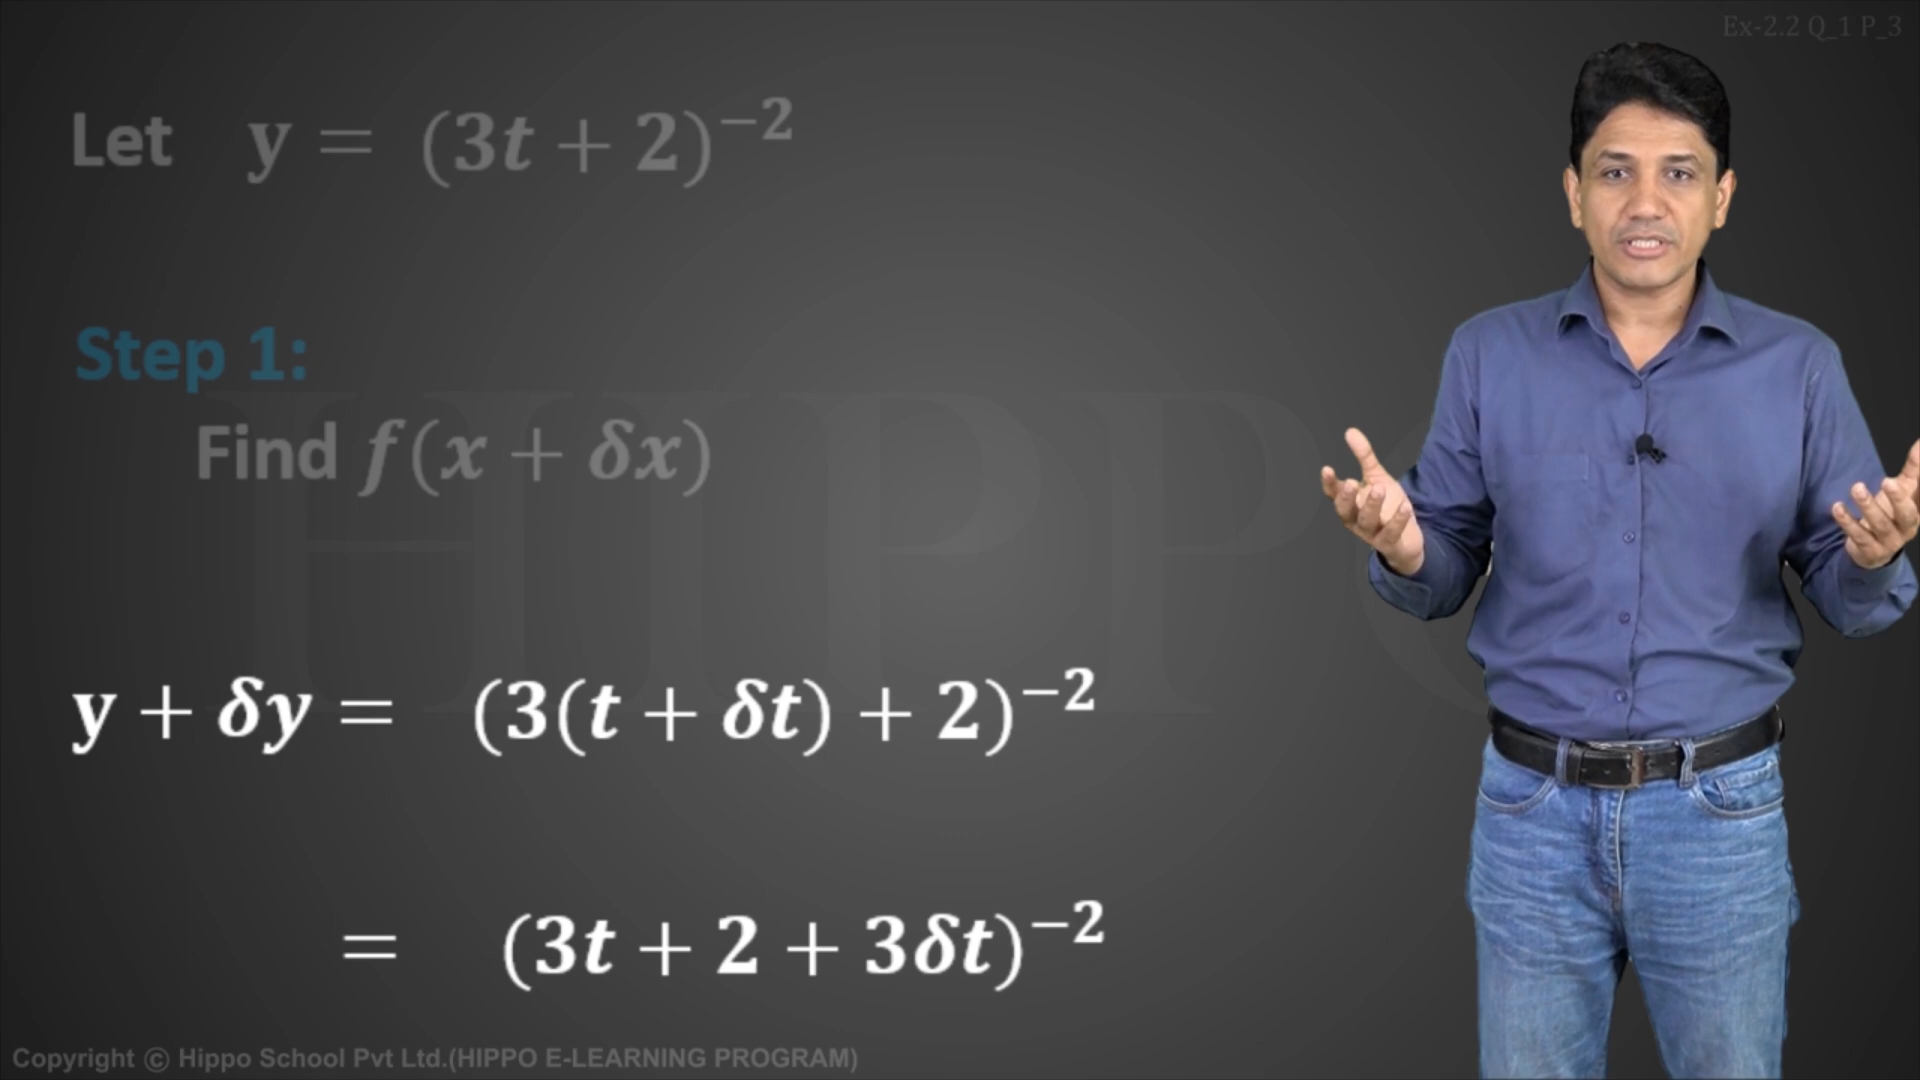 Ex-2.2 Q_1 P_3
Let y = (3t + 2)⁻²
Step 1:
Find f(x + δx)
HIPPO
y + δy = (3(t + δt) + 2)⁻²
= (3t + 2 + 3δt)⁻²
Copyright © Hippo School Pvt Ltd.(HIPPO E-LEARNING PROGRAM)